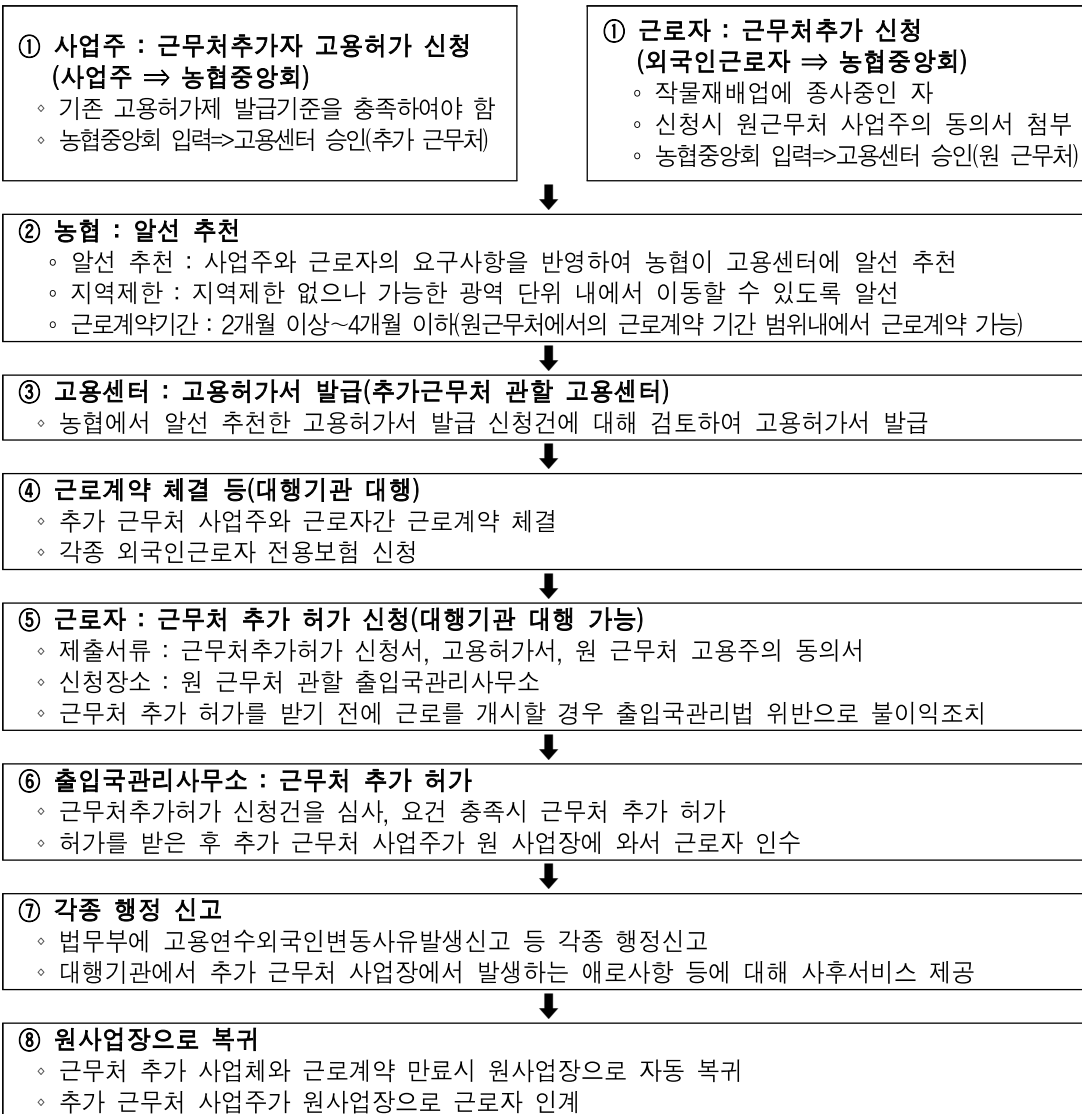 ① 사업주 : 근무처추가자 고용허가 신청
(사업주 ⇒ 농협중앙회)
◦ 기존 고용허가제 발급기준을 충족하여야 함
◦ 농협중앙회 입력=>고용센터 승인(추가 근무처)
① 근로자 : 근무처추가 신청
(외국인근로자 ⇒ 농협중앙회)
◦ 작물재배업에 종사중인 자
◦ 신청시 원근무처 사업주의 동의서 첨부
◦ 농협중앙회 입력=>고용센터 승인(원 근무처)
② 농협 : 알선 추천
◦ 알선 추천 : 사업주와 근로자의 요구사항을 반영하여 농협이 고용센터에 알선 추천
◦ 지역제한 : 지역제한 없으나 가능한 광역 단위 내에서 이동할 수 있도록 알선
◦ 근로계약기간 : 2개월 이상~4개월 이하(원근무처에서의 근로계약 기간 범위내에서 근로계약 가능)
③ 고용센터 : 고용허가서 발급(추가근무처 관할 고용센터)
◦ 농협에서 알선 추천한 고용허가서 발급 신청건에 대해 검토하여 고용허가서 발급
④ 근로계약 체결 등(대행기관 대행)
◦ 추가 근무처 사업주와 근로자간 근로계약 체결
◦ 각종 외국인근로자 전용보험 신청
⑤ 근로자 : 근무처 추가 허가 신청(대행기관 대행 가능)
◦ 제출서류 : 근무처추가허가 신청서, 고용허가서, 원 근무처 고용주의 동의서
◦ 신청장소 : 원 근무처 관할 출입국관리사무소
◦ 근무처 추가 허가를 받기 전에 근로를 개시할 경우 출입국관리법 위반으로 불이익조치
⑥ 출입국관리사무소 : 근무처 추가 허가
◦ 근무처추가허가 신청건을 심사, 요건 충족시 근무처 추가 허가
◦ 허가를 받은 후 추가 근무처 사업주가 원 사업장에 와서 근로자 인수
⑦ 각종 행정 신고
◦ 법무부에 고용연수외국인변동사유발생신고 등 각종 행정신고
◦ 대행기관에서 추가 근무처 사업장에서 발생하는 애로사항 등에 대해 사후서비스 제공
⑧ 원사업장으로 복귀
◦ 근무처 추가 사업체와 근로계약 만료시 원사업장으로 자동 복귀
◦ 추가 근무처 사업주가 원사업장으로 근로자 인계